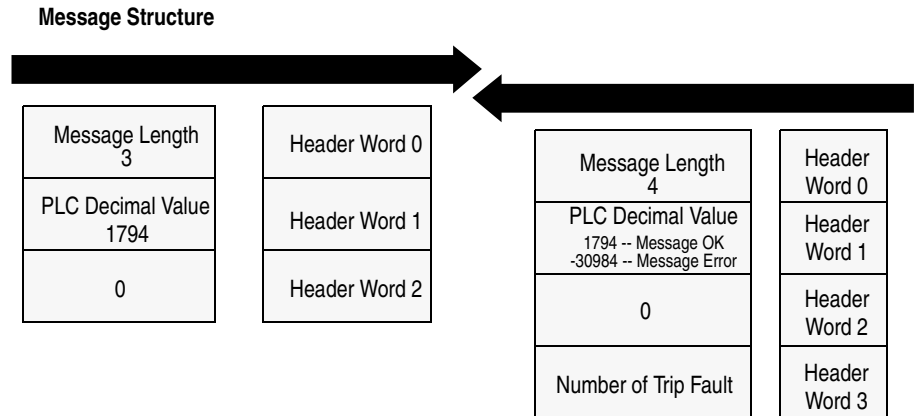 Message Structure
Message Length
3
Header Word 0
PLC Decimal Value
1794
Header Word 1
0
Header Word 2
Message Length
4
Header
Word 0
PLC Decimal Value
1794 -- Message OK
-30984 -- Message Error
Header
Word 1
0
Header
Word 2
Number of Trip Fault
Header
Word 3